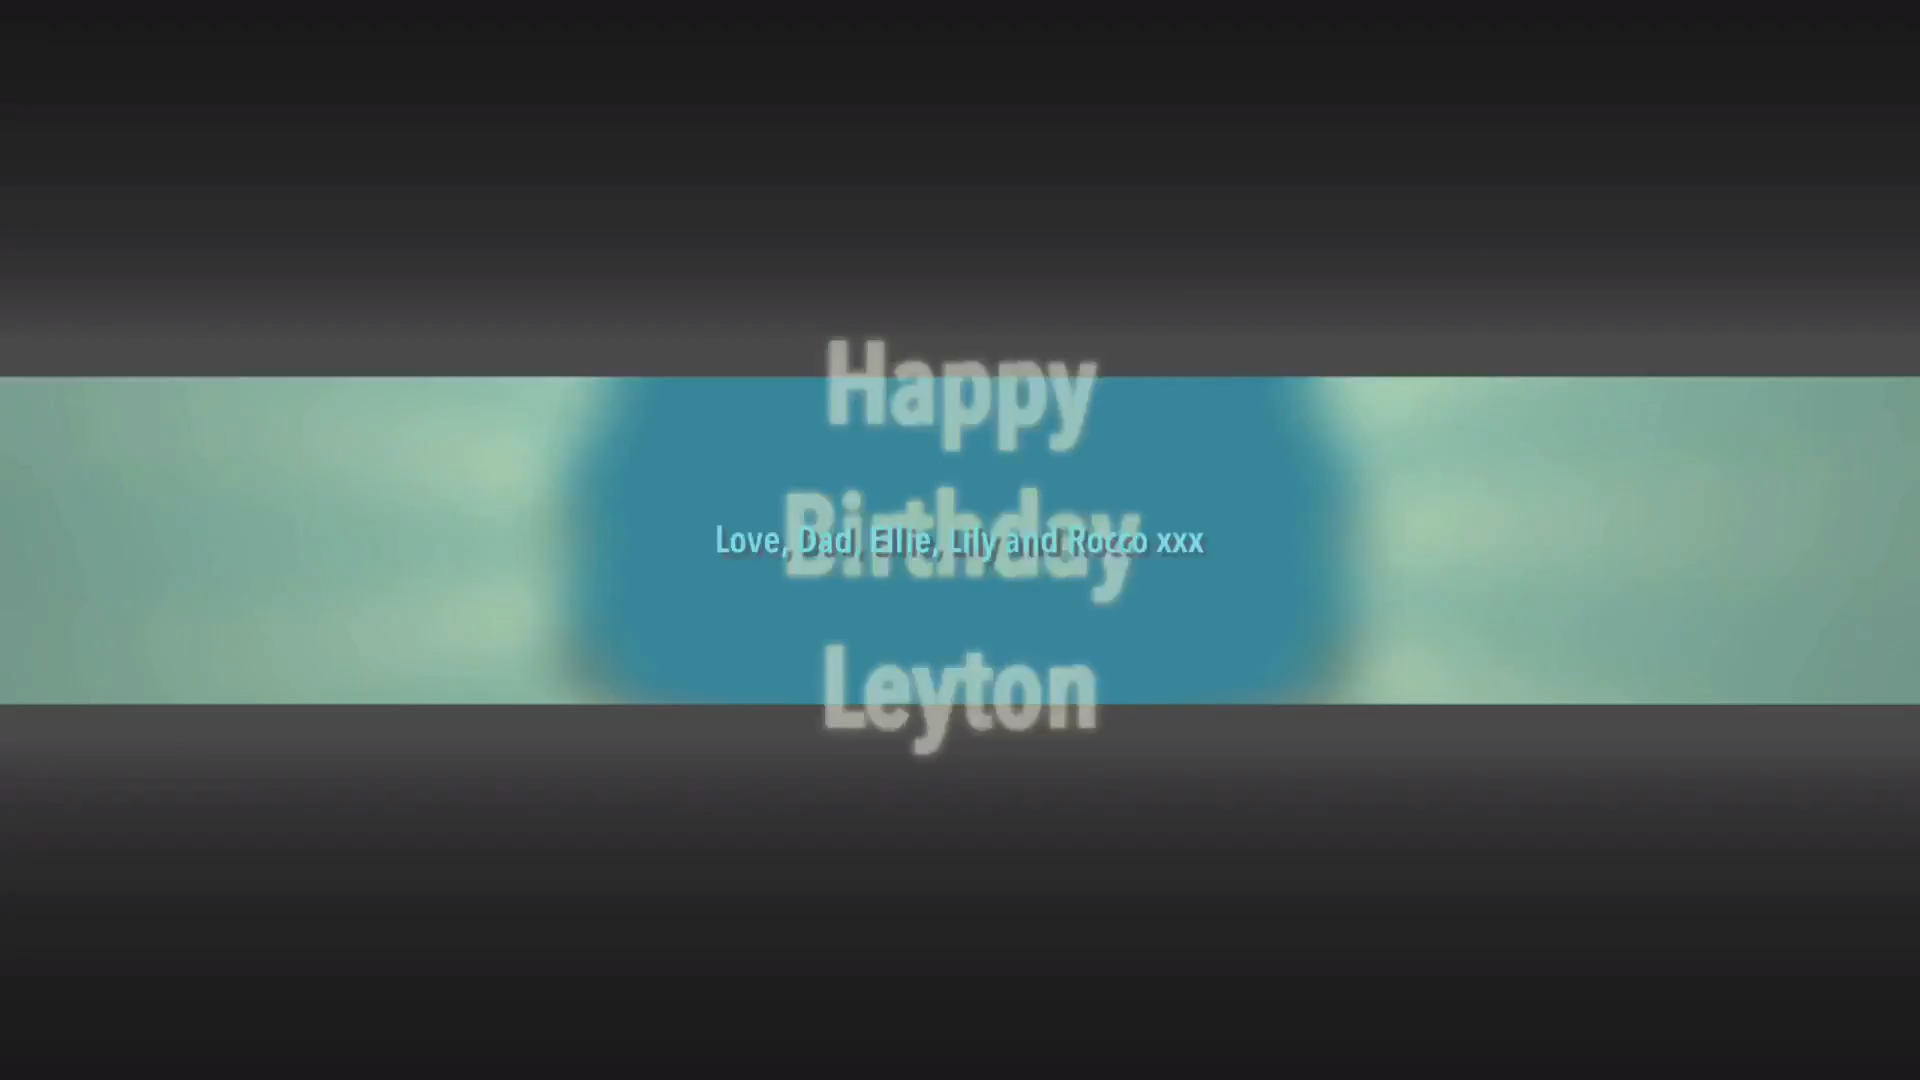 Happy
Birthday
Love, Dad, Ellie, Lily and Rocco xxx
Leyton